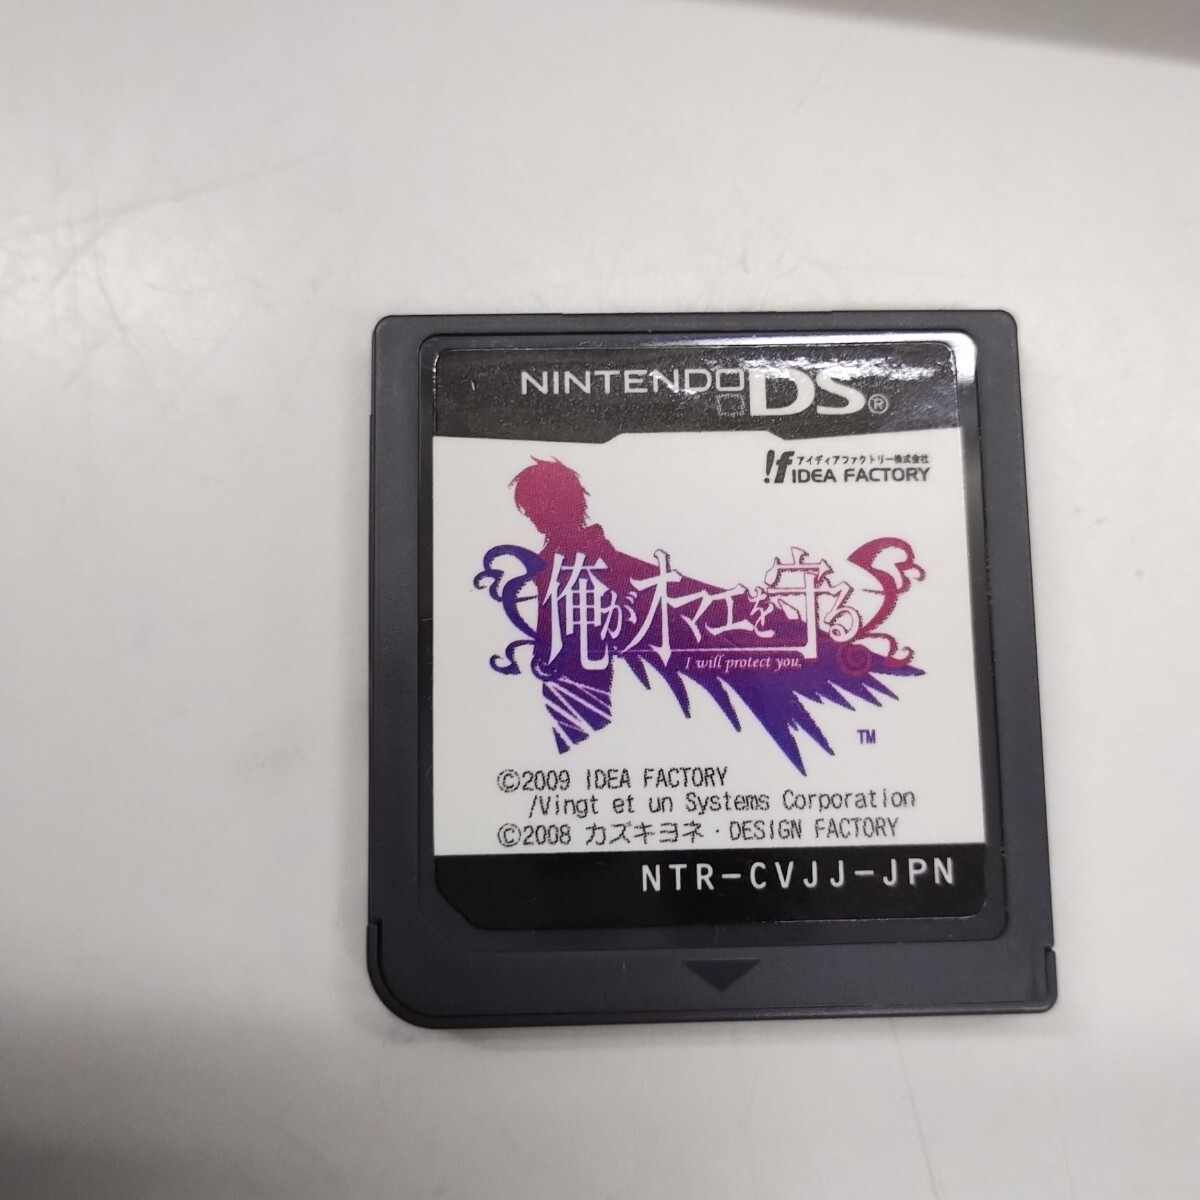 NINTENDO DS®
!f アイディアファクトリー株式会社
IDEA FACTORY
俺がオマエを守る
I will protect you.
TM
©2009 IDEA FACTORY
/Vingt et un Systems Corporation
©2008 カズキヨネ・DESIGN FACTORY
NTR-CVJJ-JPN